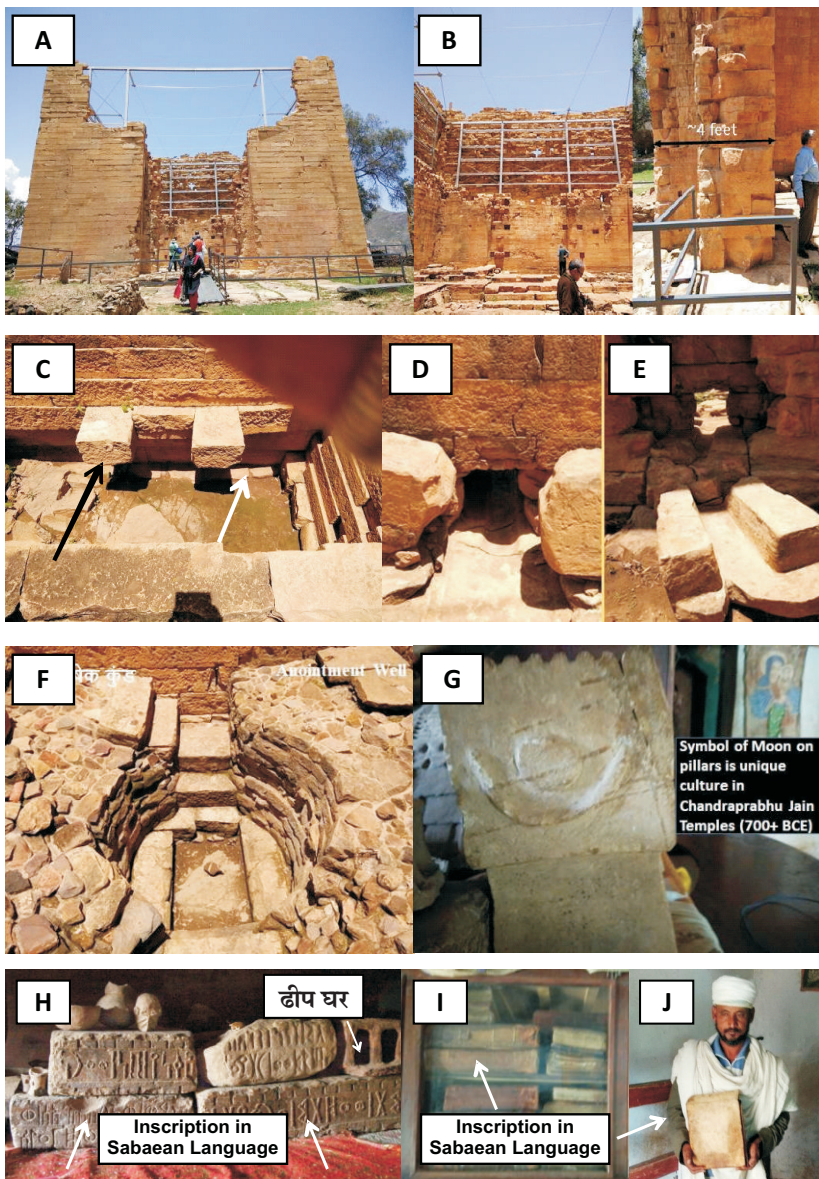 A
B
~4 feet
C
D
E
F
षेक कुंड
Anointment Well
G
Symbol of Moon on
pillars is unique
culture in
Chandraprabhu Jain
Temples (700+ BCE)
H
ढीप घर
Inscription in
Sabaean Language
I
Inscription in
Sabaean Language
J